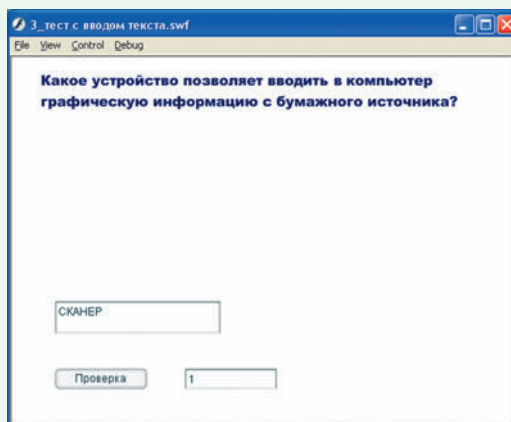 3_тест с вводом текста.swf
File View Control Debug
Какое устройство позволяет вводить в компьютер
графическую информацию с бумажного источника?
СКАНЕР
Проверка
1